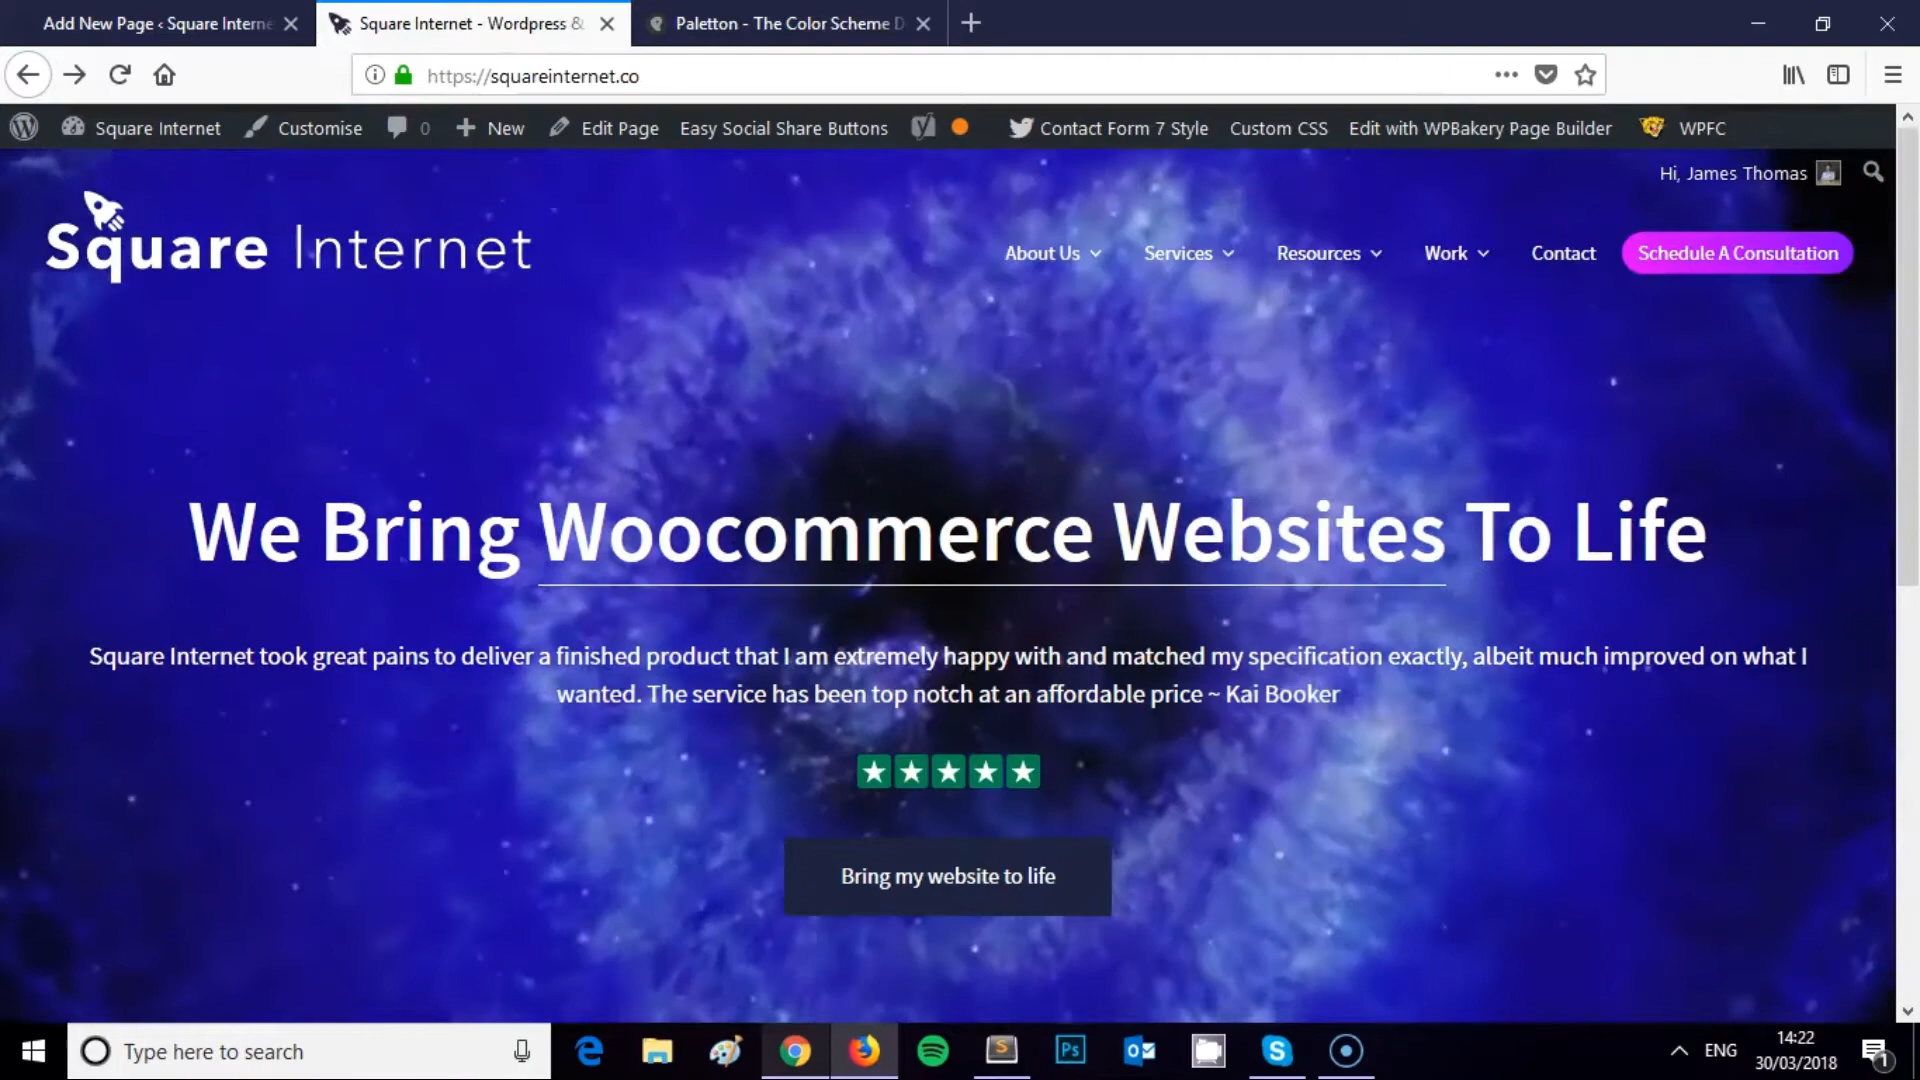 Add New Page ‹ Square Interne
Square Internet - Wordpress &
Paletton - The Color Scheme D
https://squareinternet.co
Square Internet
Customise
0
New
Edit Page
Easy Social Share Buttons
Contact Form 7 Style
Custom CSS
Edit with WPBakery Page Builder
WPFC
Hi, James Thomas
Square Internet
About Us
Services
Resources
Work
Contact
Schedule A Consultation
We Bring Woocommerce Websites To Life
Square Internet took great pains to deliver a finished product that I am extremely happy with and matched my specification exactly, albeit much improved on what I
wanted. The service has been top notch at an affordable price ~ Kai Booker
Bring my website to life
Type here to search
Ps
ENG
14:22
30/03/2018
1